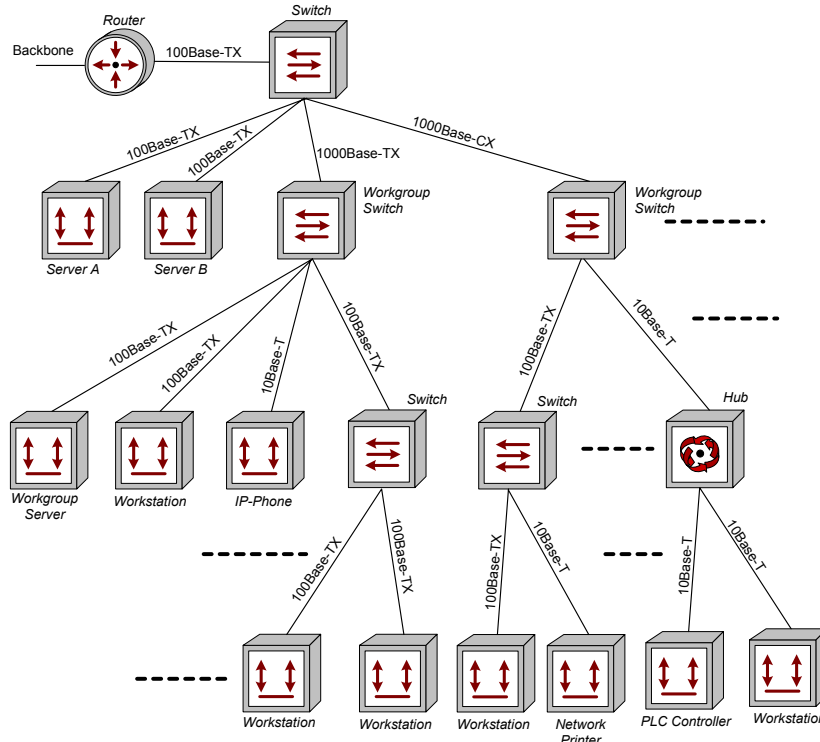 Router
Switch
Backbone
100Base-TX
100Base-TX
100Base-TX
1000Base-TX
1000Base-CX
Workgroup
Switch
Workgroup
Switch
Server A
Server B
100Base-TX
100Base-TX
10Base-T
100Base-TX
100Base-TX
10Base-T
Switch
Switch
Hub
Workgroup
Server
Workstation
IP-Phone
100Base-TX
100Base-TX
100Base-TX
10Base-T
10Base-T
10Base-T
Workstation
Workstation
Workstation
Network
Printer
PLC Controller
Workstation